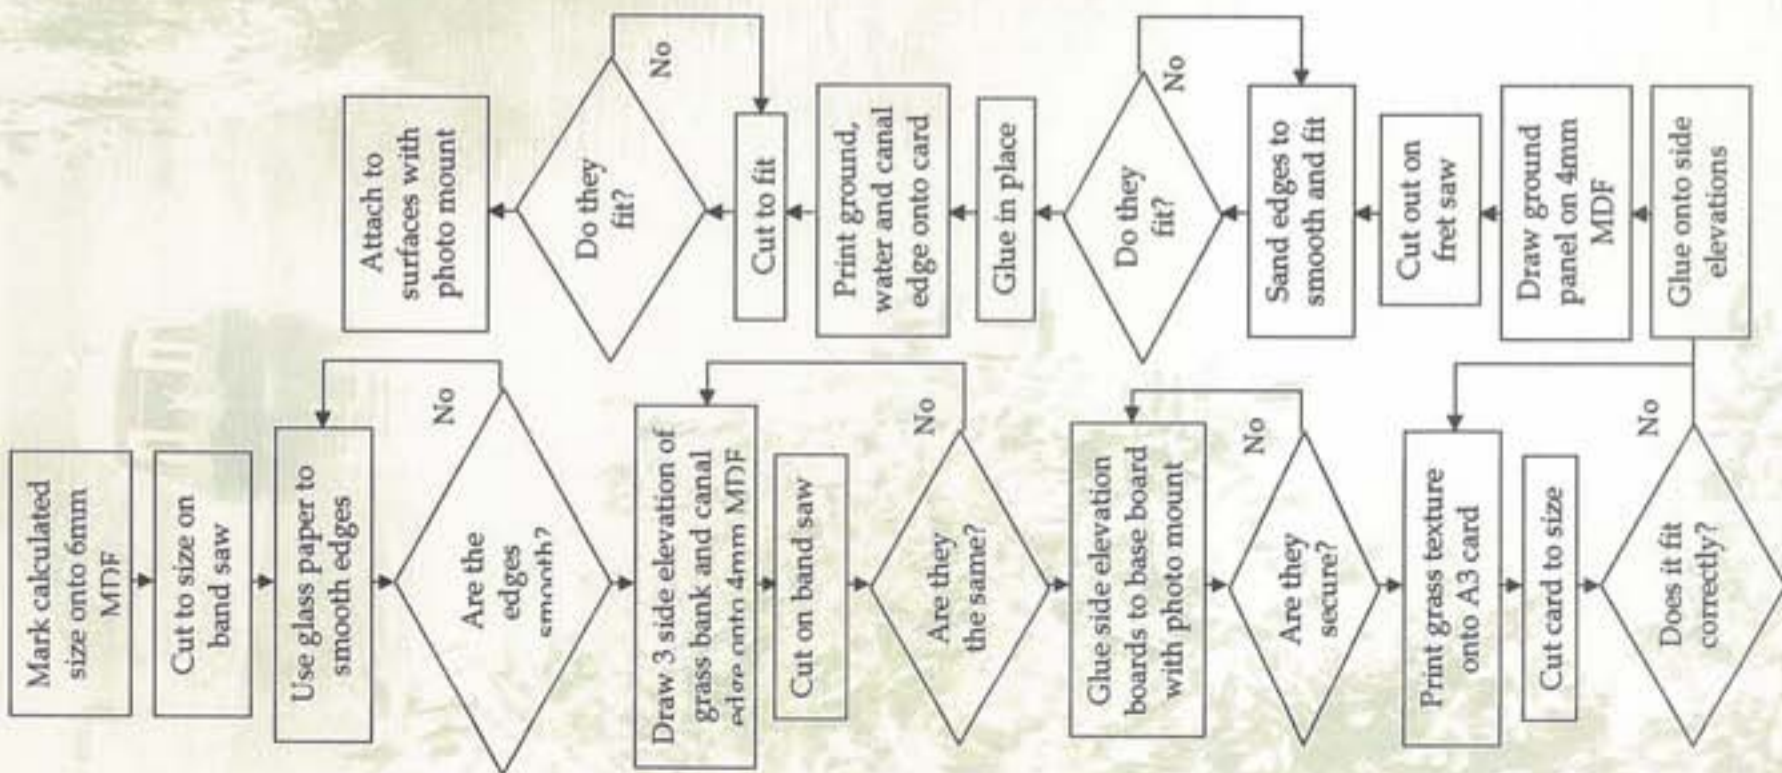 Mark calculated
size onto 6mm
MDF
Cut to size on
band saw
Use glass paper to
smooth edges
Are the
edges
smooth?
No
Draw 3 side elevation of
grass bank and canal
edge onto 4mm MDF
Cut on band saw
Are they
the same?
No
Glue side elevation
boards to base board
with photo mount
Are they
secure?
No
Print grass texture
onto A3 card
Cut card to size
Does it fit
correctly?
No
Glue onto side
elevations
Draw ground
panel on 4mm
MDF
Cut out on
fret saw
Sand edges to
smooth and fit
Do they
fit?
No
Glue in place
Print ground,
water and canal
edge onto card
Cut to fit
Do they
fit?
No
Attach to
surfaces with
photo mount